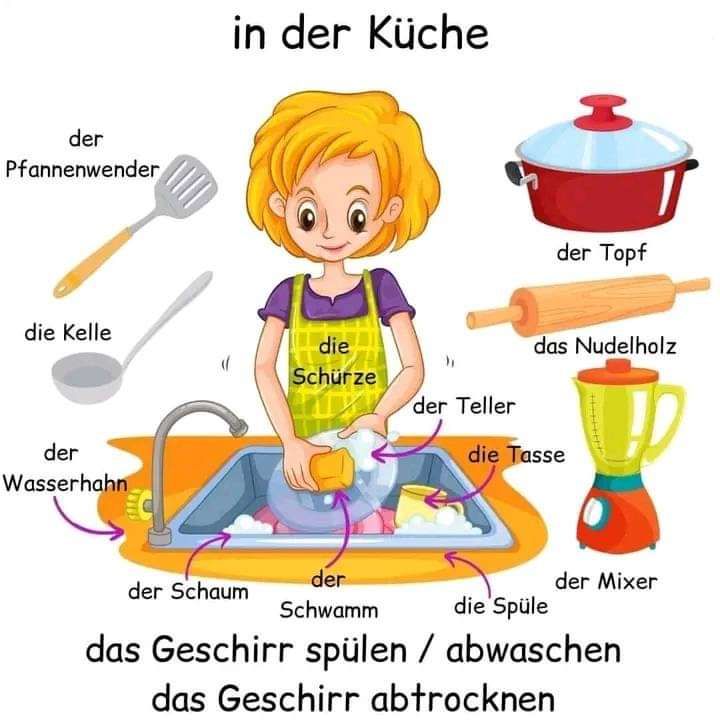 in der Küche
der
Pfannenwender
der Topf
die Kelle
die
Schürze
das Nudelholz
der Teller
der
Wasserhahn
die Tasse
der Schaum
der
Schwamm
die Spüle
der Mixer
das Geschirr spülen / abwaschen
das Geschirr abtrocknen